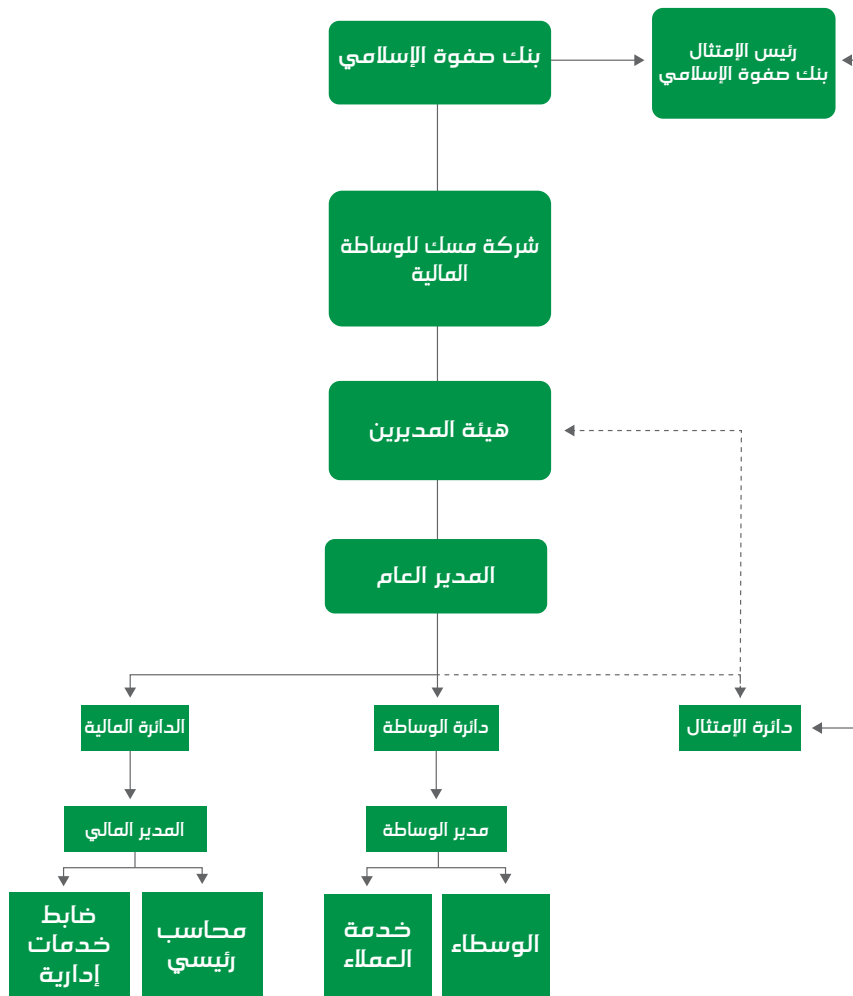 بنك صفوة الإسلامي
رئيس الإمتثال
بنك صفوة الإسلامي
شركة مسك للوساطة
المالية
هيئة المديرين
المدير العام
دائرة الإمتثال
دائرة الوساطة
الدائرة المالية
مدير الوساطة
المدير المالي
الوسطاء
خدمة
العملاء
محاسب
رئيسي
ضابط
خدمات
إدارية